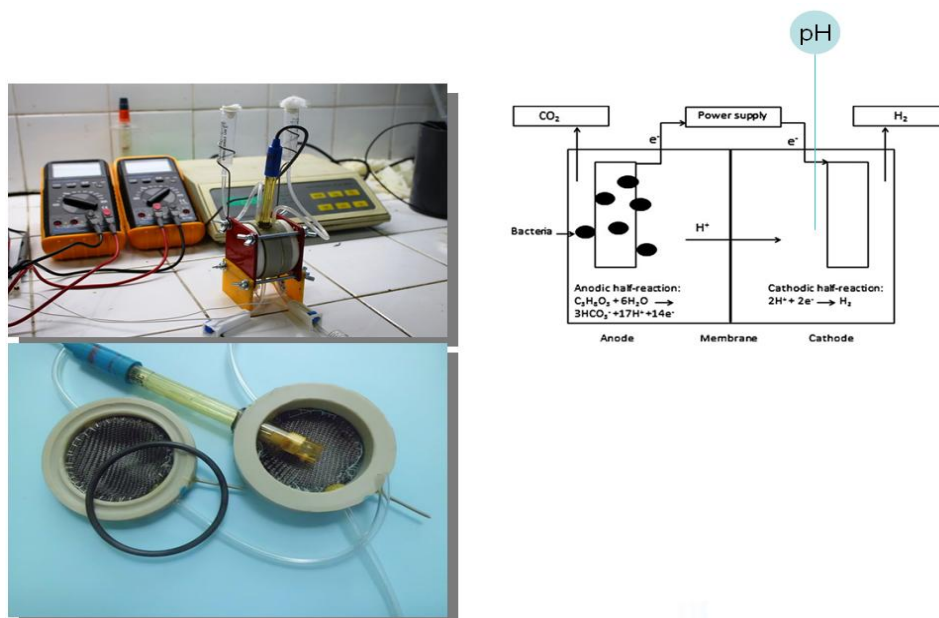 pH
CO₂
Power supply
H₂
e⁻
e⁻
Bacteria
H⁺
Anodic half-reaction:
C₃H₈O₃ + 6H₂O →
3HCO₃⁻ +17H⁺ +14e⁻
Cathodic half-reaction:
2H⁺ + 2e⁻ → H₂
Anode
Membrane
Cathode